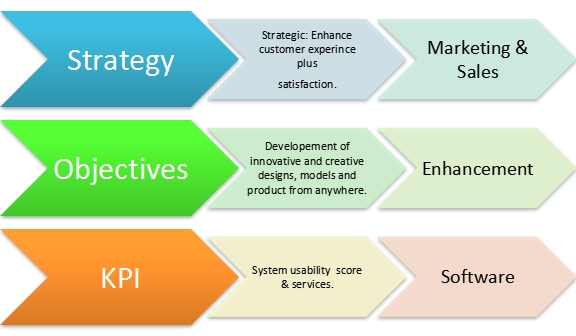 Strategy
Strategic: Enhance
customer experince
plus
satisfaction.
Marketing &
Sales
Objectives
Developement of
innovative and creative
designs, models and
product from anywhere.
Enhancement
KPI
System usability score
& services.
Software